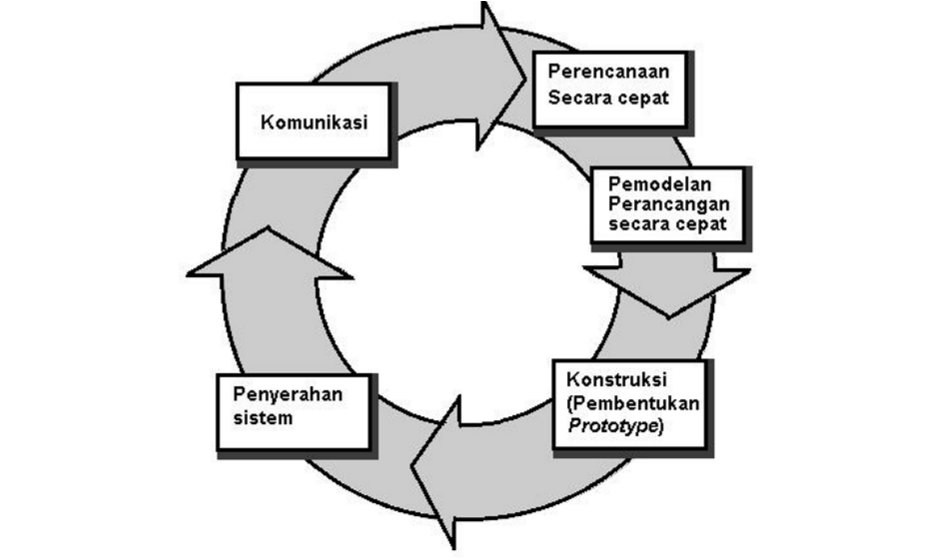 Komunikasi
Perencanaan
Secara cepat
Pemodelan
Perancangan
secara cepat
Konstruksi
(Pembentukan
Prototype)
Penyerahan
sistem